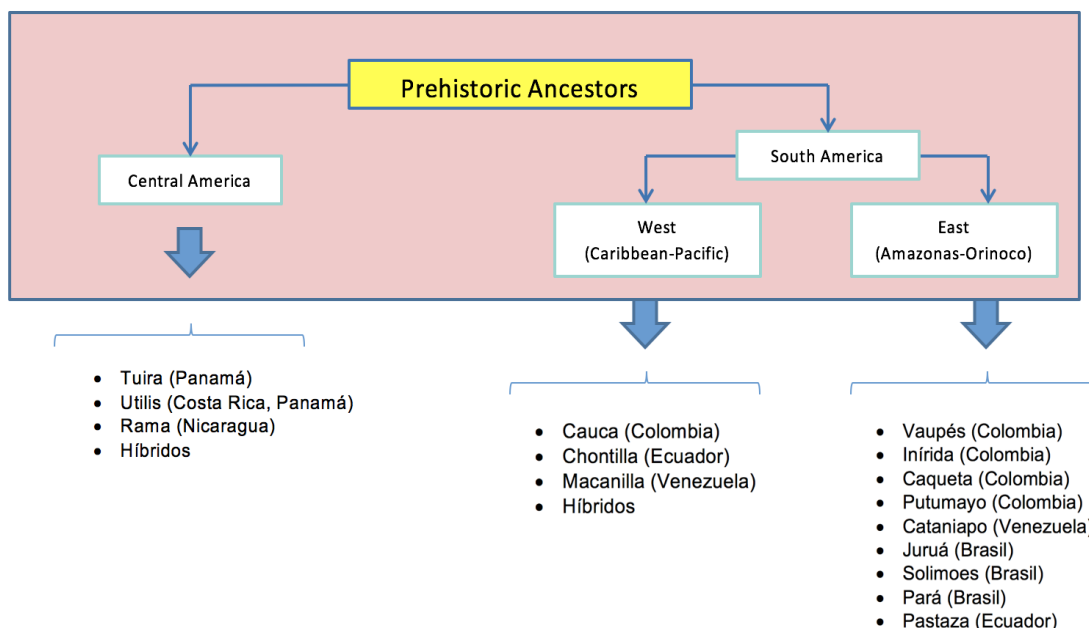 Prehistoric Ancestors
Central America
South America
West
(Caribbean-Pacific)
East
(Amazonas-Orinoco)
• Tuira (Panamá)
• Utilis (Costa Rica, Panamá)
• Rama (Nicaragua)
• Híbridos
• Cauca (Colombia)
• Chontilla (Ecuador)
• Macanilla (Venezuela)
• Híbridos
• Vaupés (Colombia)
• Inírida (Colombia)
• Caqueta (Colombia)
• Putumayo (Colombia)
• Cataniapo (Venezuela)
• Juruá (Brasil)
• Solimoes (Brasil)
• Pará (Brasil)
• Pastaza (Ecuador)